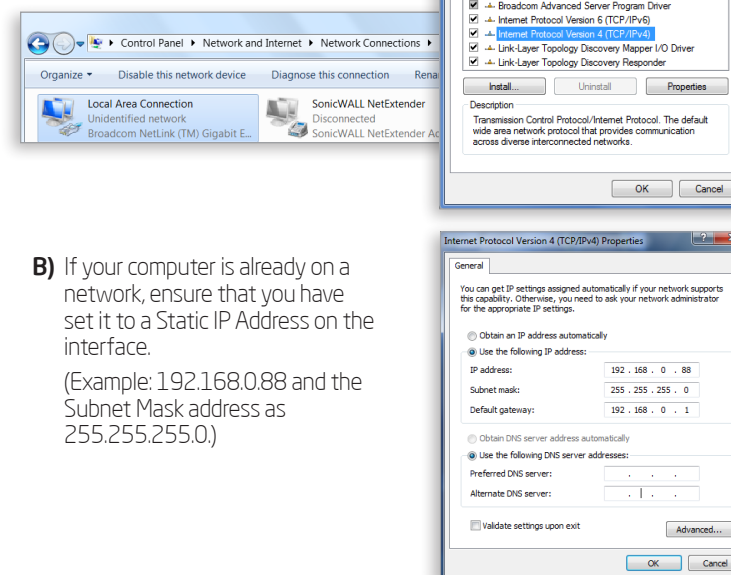 Control Panel ▸ Network and Internet ▸ Network Connections ▸
Organize ▾ Disable this network device Diagnose this connection
Local Area Connection
Unidentified network
Broadcom NetLink (TM) Gigabit E...
SonicWALL NetExtender
Disconnected
SonicWALL NetExtender
Broadcom Advanced Server Program Driver
Internet Protocol Version 6 (TCP/IPv6)
Internet Protocol Version 4 (TCP/IPv4)
Link-Layer Topology Discovery Mapper I/O Driver
Link-Layer Topology Discovery Responder
Install... Uninstall Properties
Description
Transmission Control Protocol/Internet Protocol. The default
wide area network protocol that provides communication
across diverse interconnected networks.
OK Cancel
B) If your computer is already on a
network, ensure that you have
set it to a Static IP Address on the
interface.
(Example: 192.168.0.88 and the
Subnet Mask address as
255.255.255.0.)
Internet Protocol Version 4 (TCP/IPv4) Properties
General
You can get IP settings assigned automatically if your network supports
this capability. Otherwise, you need to ask your network administrator
for the appropriate IP settings.
Obtain an IP address automatically
Use the following IP address:
IP address: 192 . 168 . 0 . 88
Subnet mask: 255 . 255 . 255 . 0
Default gateway: 192 . 168 . 0 . 1
Obtain DNS server address automatically
Use the following DNS server addresses:
Preferred DNS server: . . .
Alternate DNS server: . . .
Validate settings upon exit Advanced...
OK Cancel